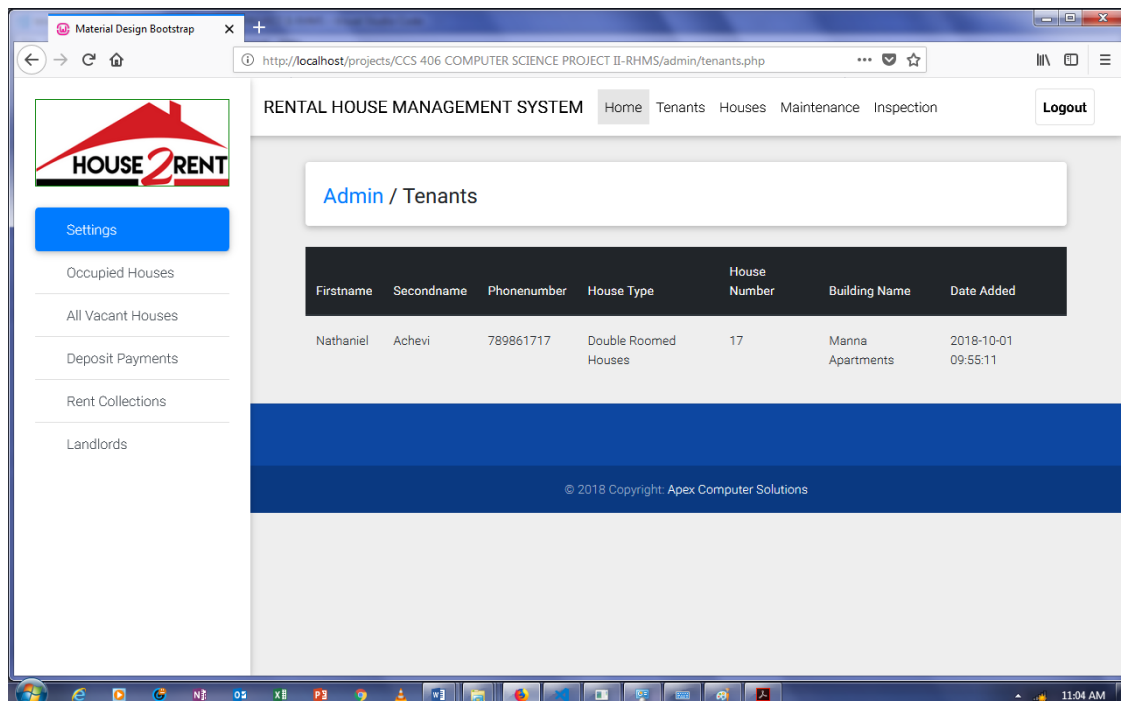 Material Design Bootstrap
http://localhost/projects/CCS 406 COMPUTER SCIENCE PROJECT II-RHMS/admin/tenants.php
HOUSE2RENT
RENTAL HOUSE MANAGEMENT SYSTEM Home Tenants Houses Maintenance Inspection Logout
Settings
Occupied Houses
All Vacant Houses
Deposit Payments
Rent Collections
Landlords
Admin / Tenants
House
Firstname Secondname Phonenumber House Type Number Building Name Date Added
Nathaniel Achevi 789861717 Double Roomed 17 Manna 2018-10-01
Houses Apartments 09:55:11
© 2018 Copyright: Apex Computer Solutions
11:04 AM